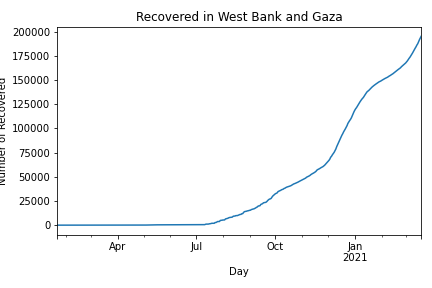 Recovered in West Bank and Gaza
200000
175000
150000
125000
100000
75000
50000
25000
0
Number of Recovered
Apr
Jul
Oct
Jan
2021
Day